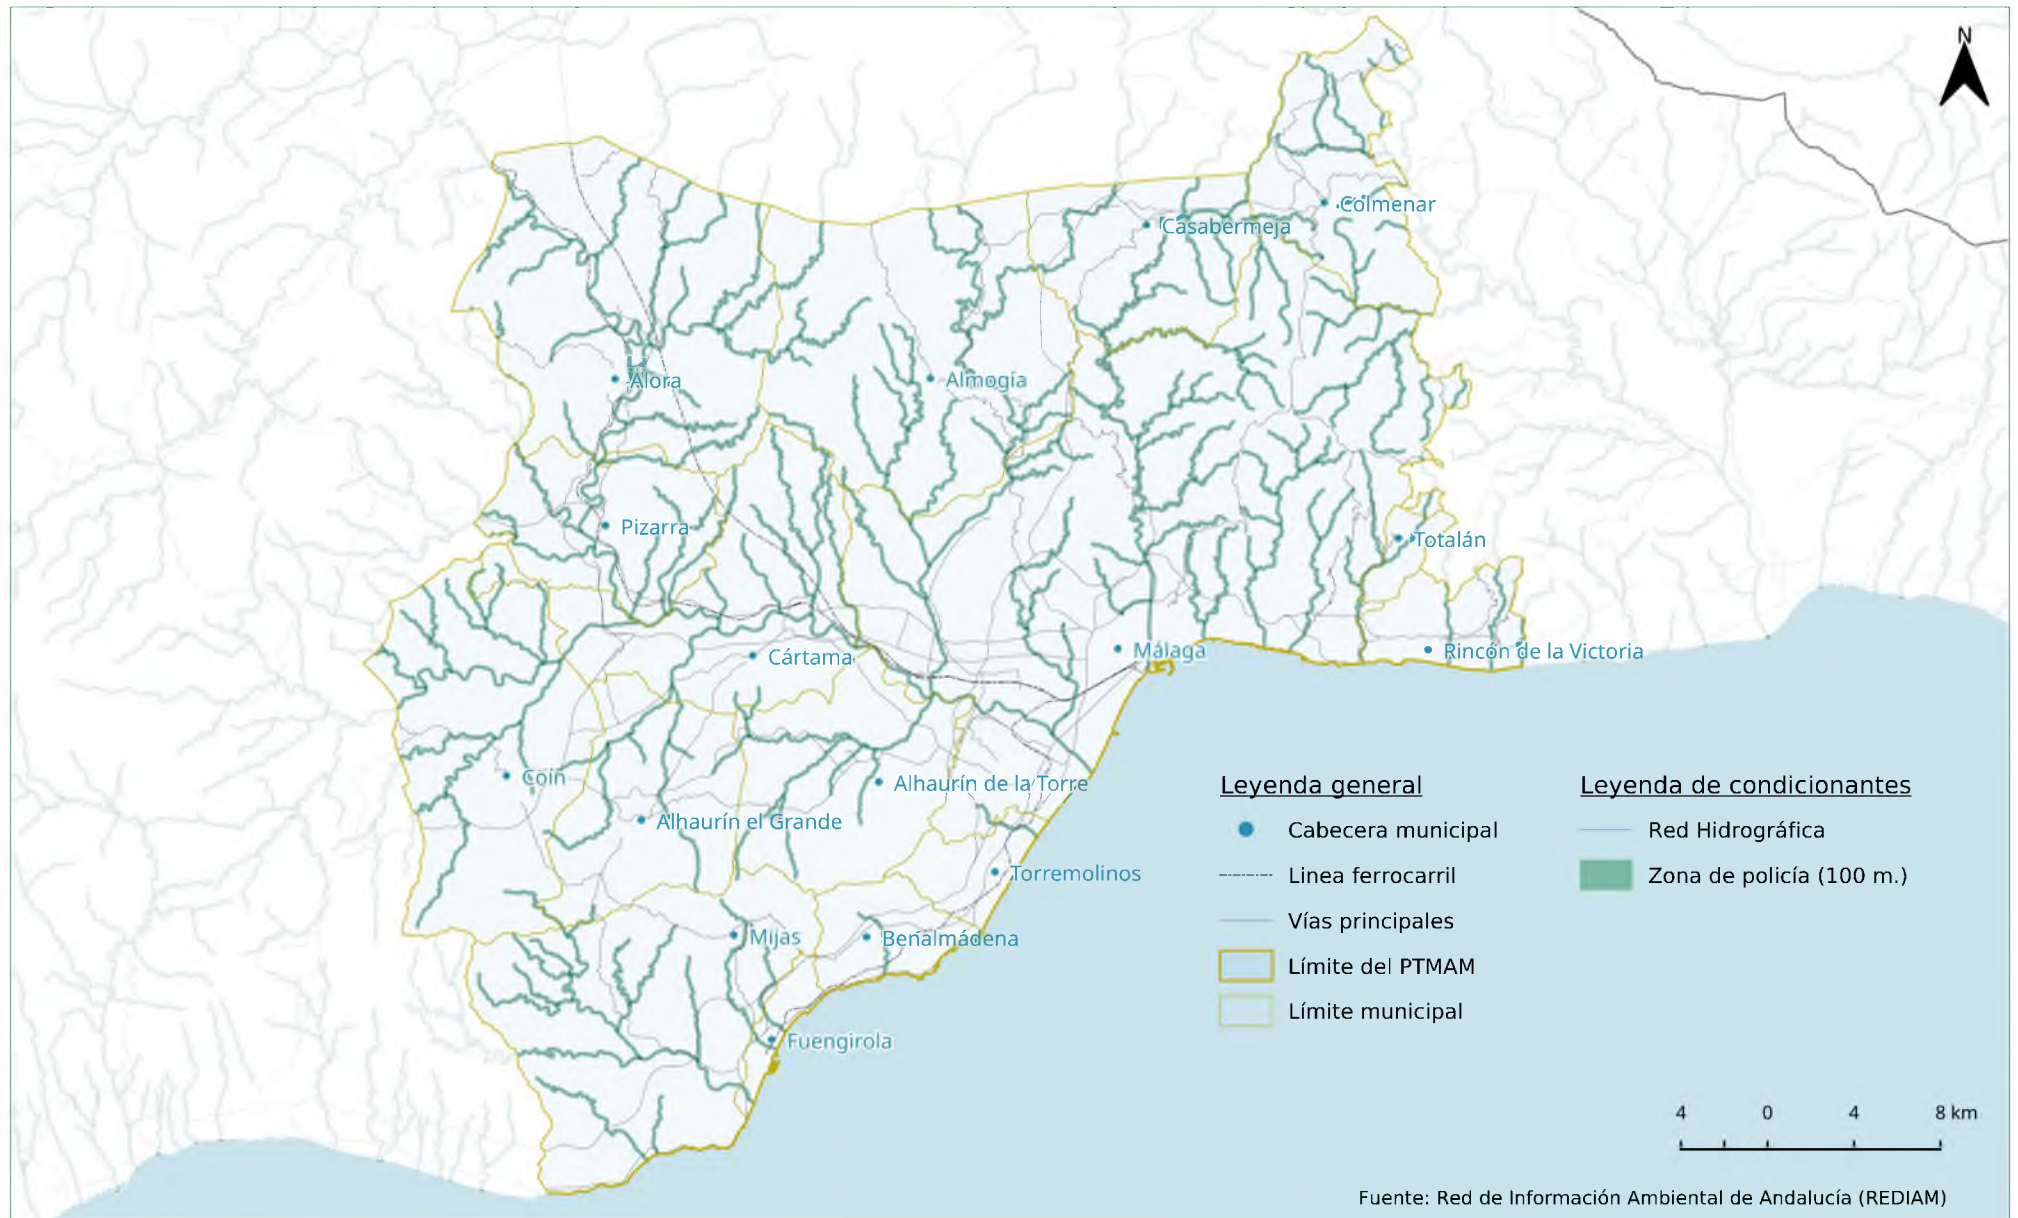 N
Colmenar
Casabermeja
Álora
Almogía
Pizarra
Totalán
Cártama
Málaga
Rincón de la Victoria
Coín
Alhaurín de la Torre
Alhaurín el Grande
Torremolinos
Mijas
Benalmádena
Fuengirola
Leyenda general
Cabecera municipal
Linea ferrocarril
Vías principales
Límite del PTMAM
Límite municipal
Leyenda de condicionantes
Red Hidrográfica
Zona de policía (100 m.)
4 0 4 8 km
Fuente: Red de Información Ambiental de Andalucía (REDIAM)